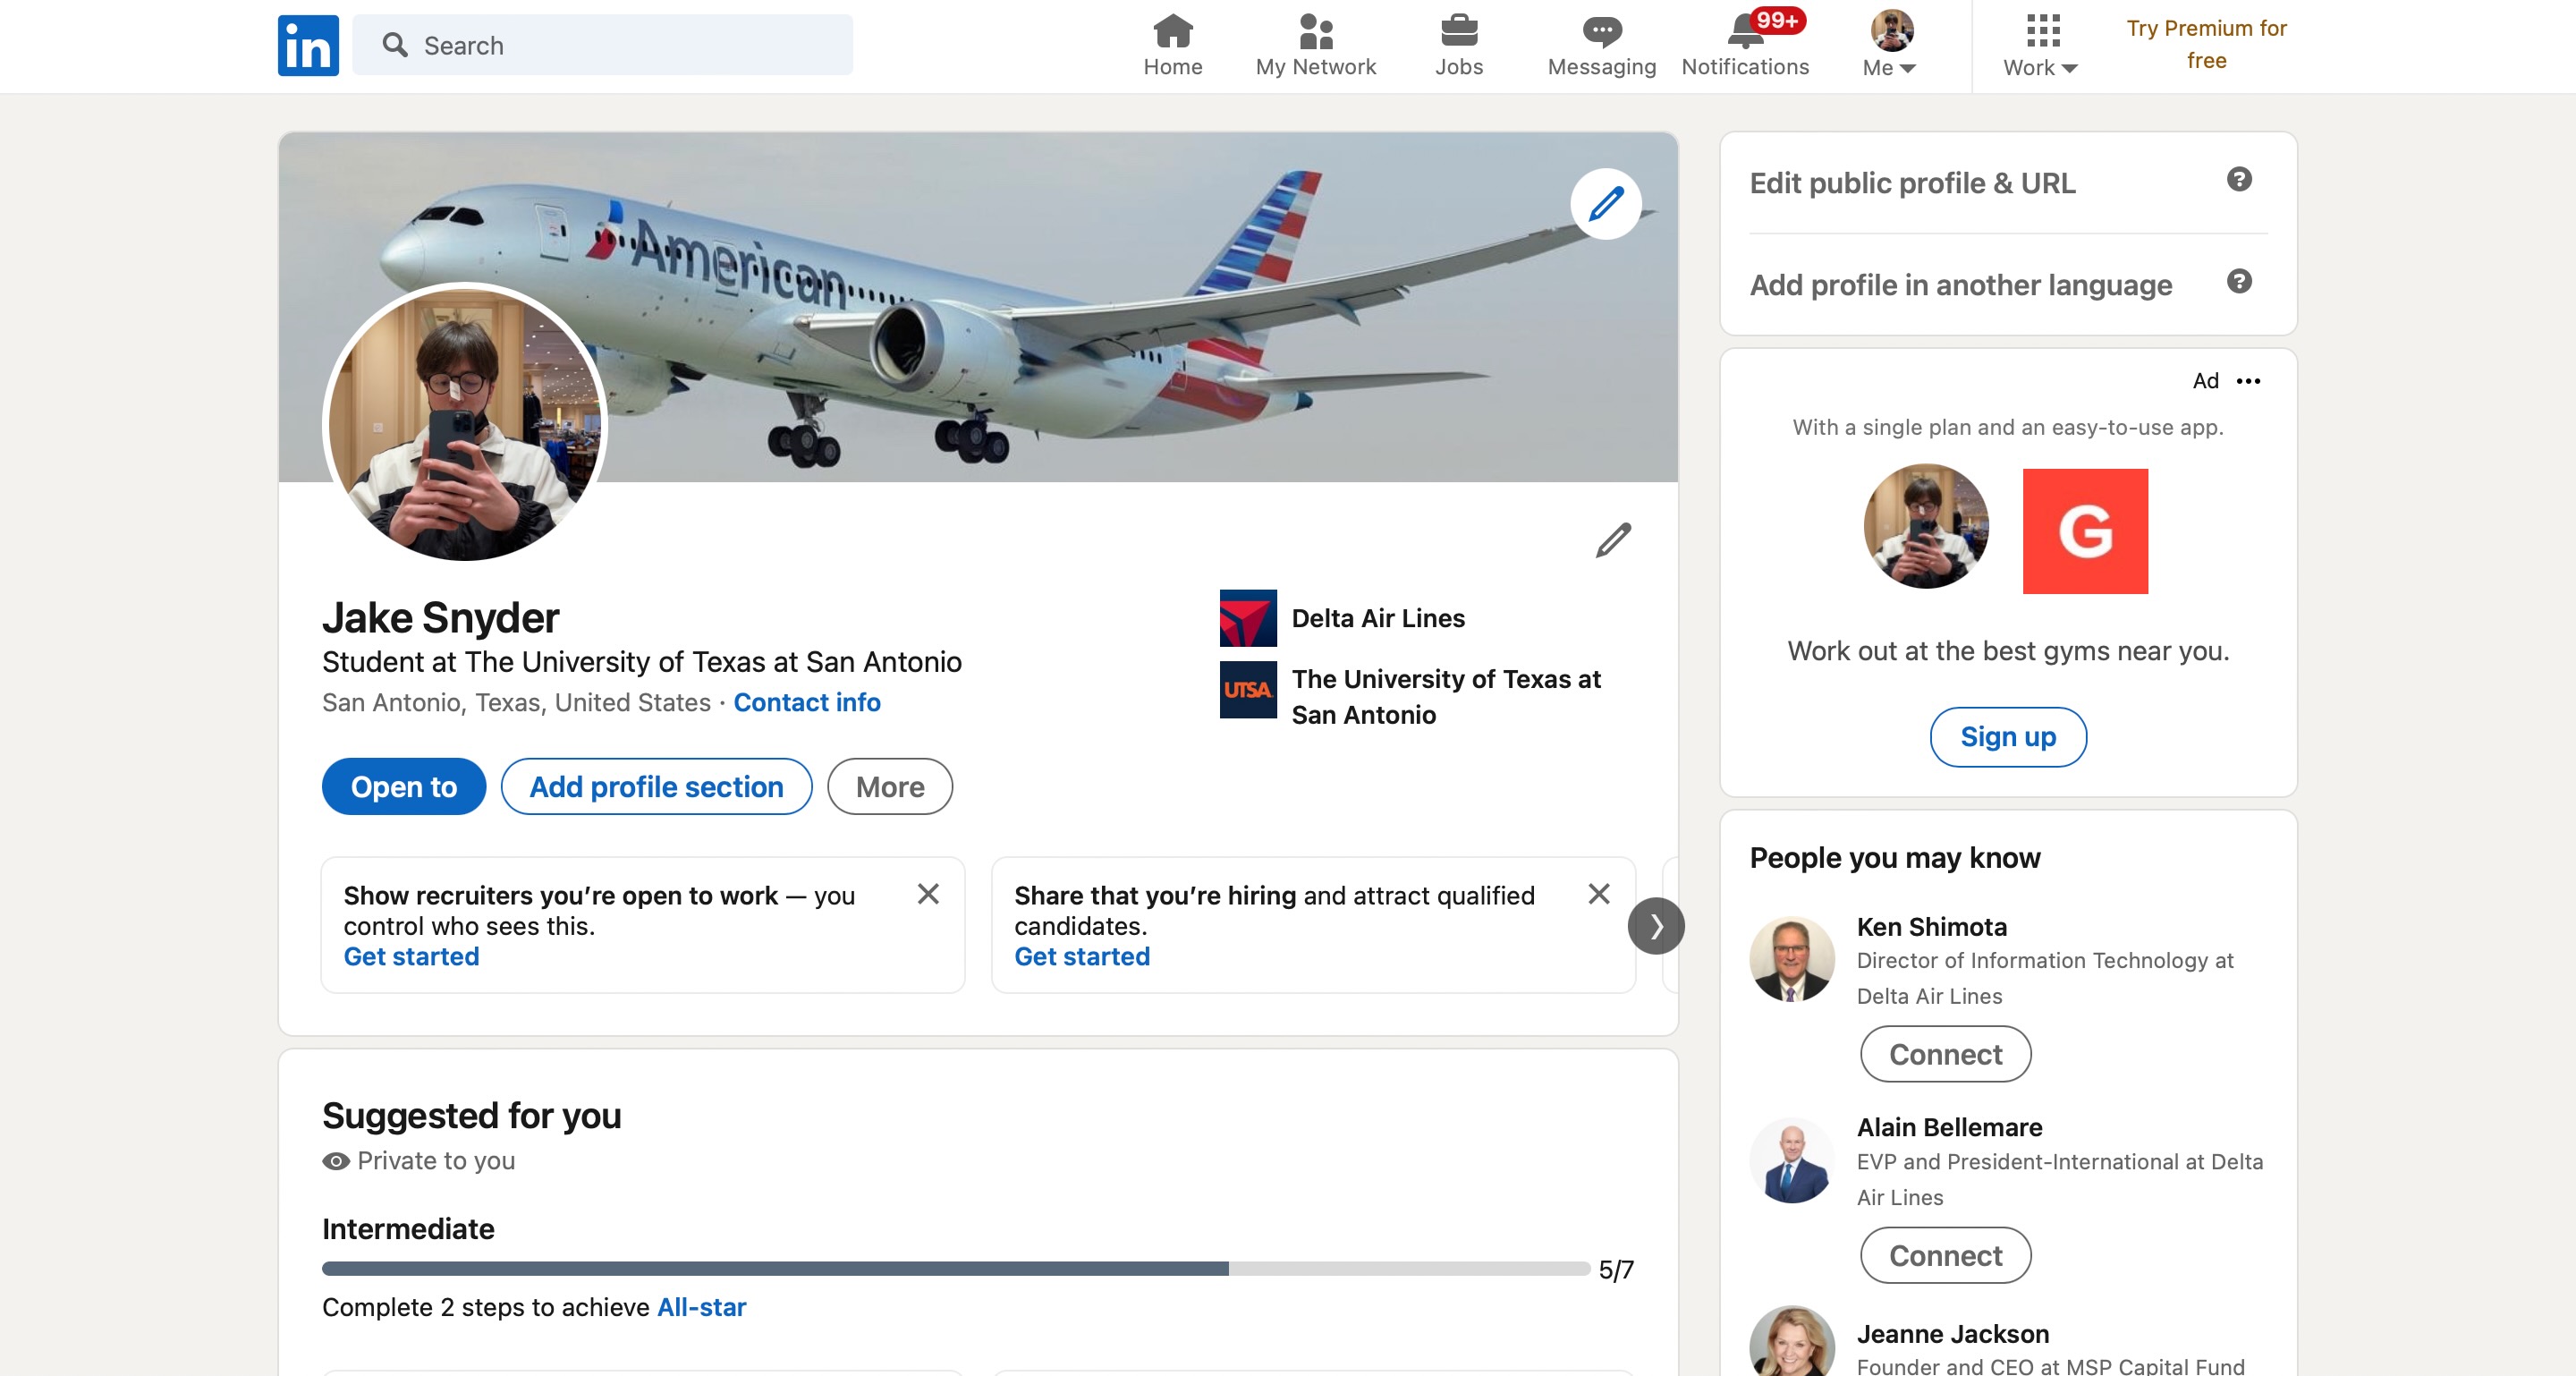 in
Search
Home
My Network
Jobs
Messaging
99+
Notifications
Me
Work
Try Premium for
free
American
Jake Snyder
Student at The University of Texas at San Antonio
San Antonio, Texas, United States · Contact info
Delta Air Lines
UTSA
The University of Texas at
San Antonio
Open to
Add profile section
More
Show recruiters you’re open to work — you
control who sees this.
Get started
Share that you’re hiring and attract qualified
candidates.
Get started
Suggested for you
Private to you
Intermediate
5/7
Complete 2 steps to achieve All-star
Edit public profile & URL
Add profile in another language
Ad
With a single plan and an easy-to-use app.
G
Work out at the best gyms near you.
Sign up
People you may know
Ken Shimota
Director of Information Technology at
Delta Air Lines
Connect
Alain Bellemare
EVP and President-International at Delta
Air Lines
Connect
Jeanne Jackson
Founder and CEO at MSP Capital Fund